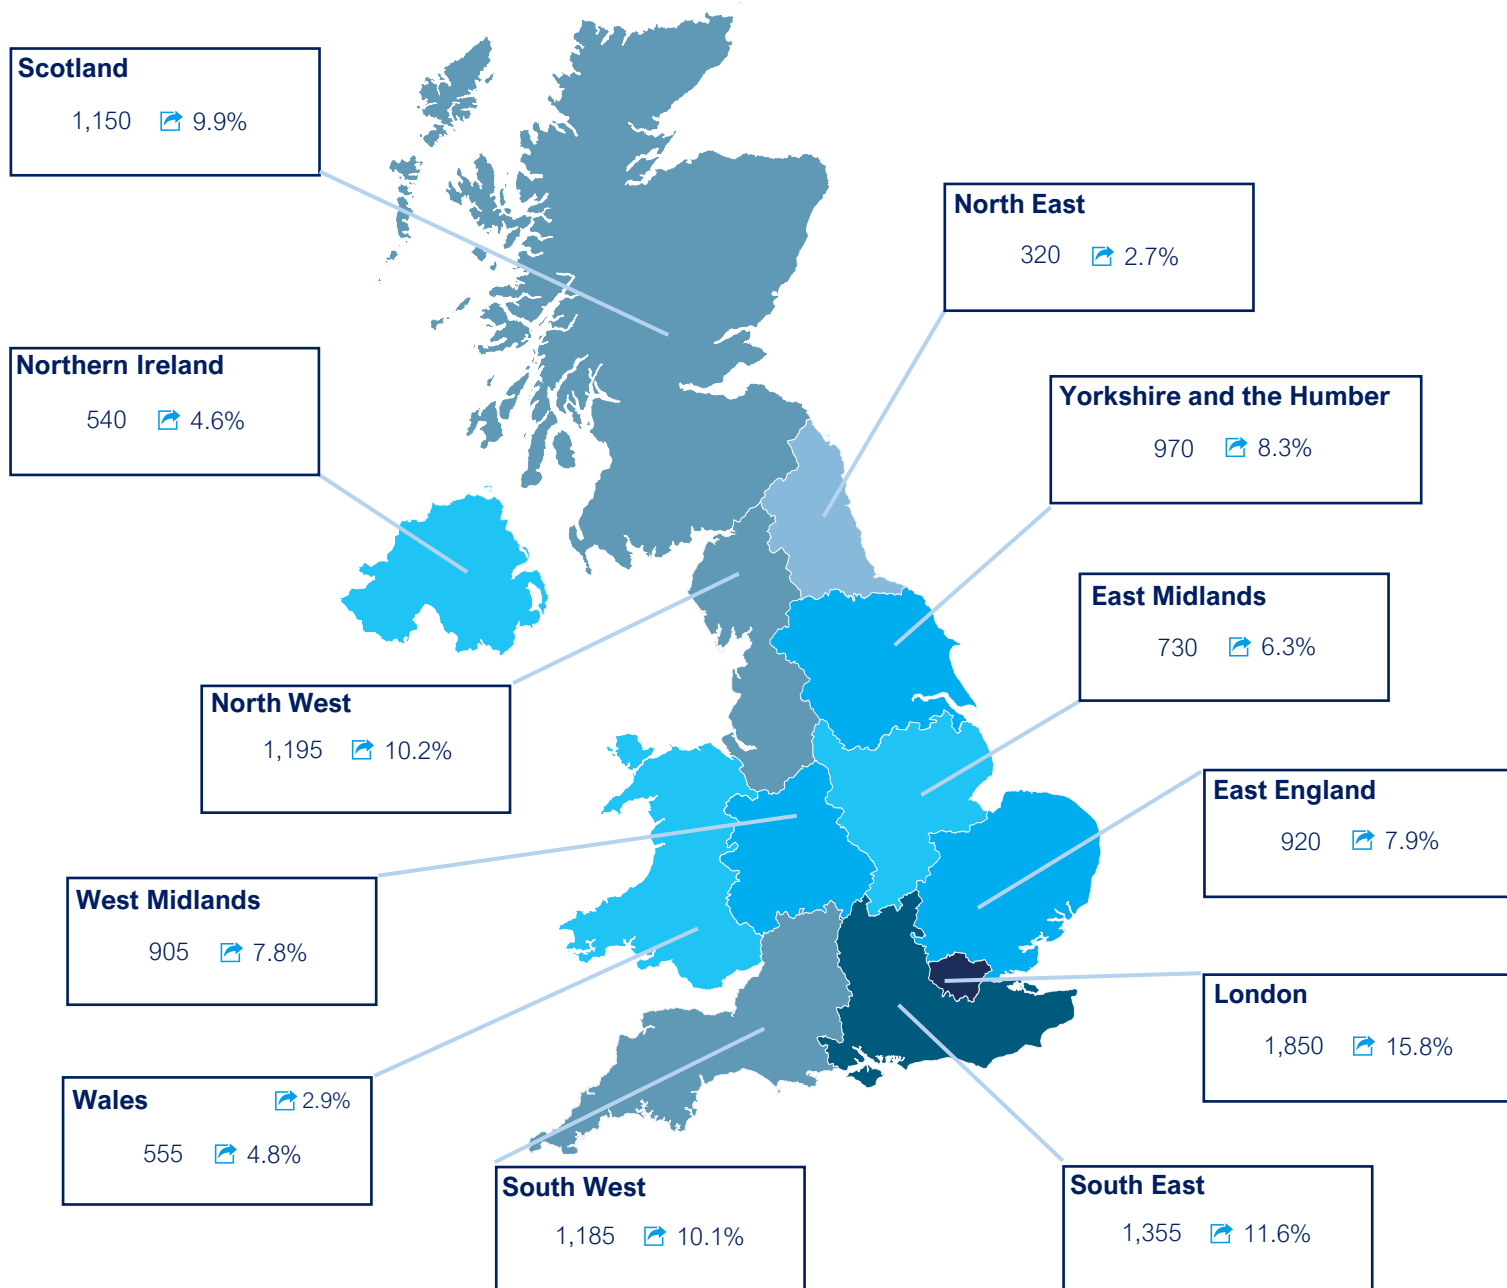 Scotland
1,150 9.9%
North East
320 2.7%
Northern Ireland
540 4.6%
Yorkshire and the Humber
970 8.3%
East Midlands
730 6.3%
North West
1,195 10.2%
East England
920 7.9%
West Midlands
905 7.8%
London
1,850 15.8%
Wales 2.9%
555 4.8%
South West
1,185 10.1%
South East
1,355 11.6%